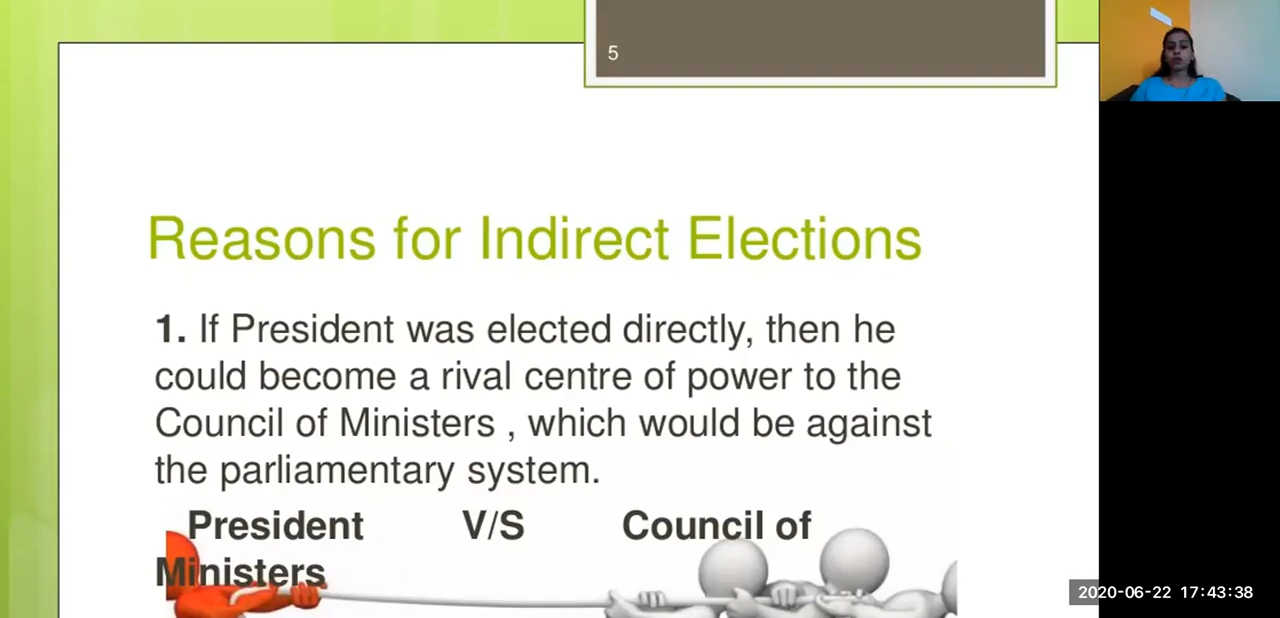 5
Reasons for Indirect Elections
1. If President was elected directly, then he
could become a rival centre of power to the
Council of Ministers , which would be against
the parliamentary system.
President V/S Council of
Ministers
2020-06-22 17:43:38